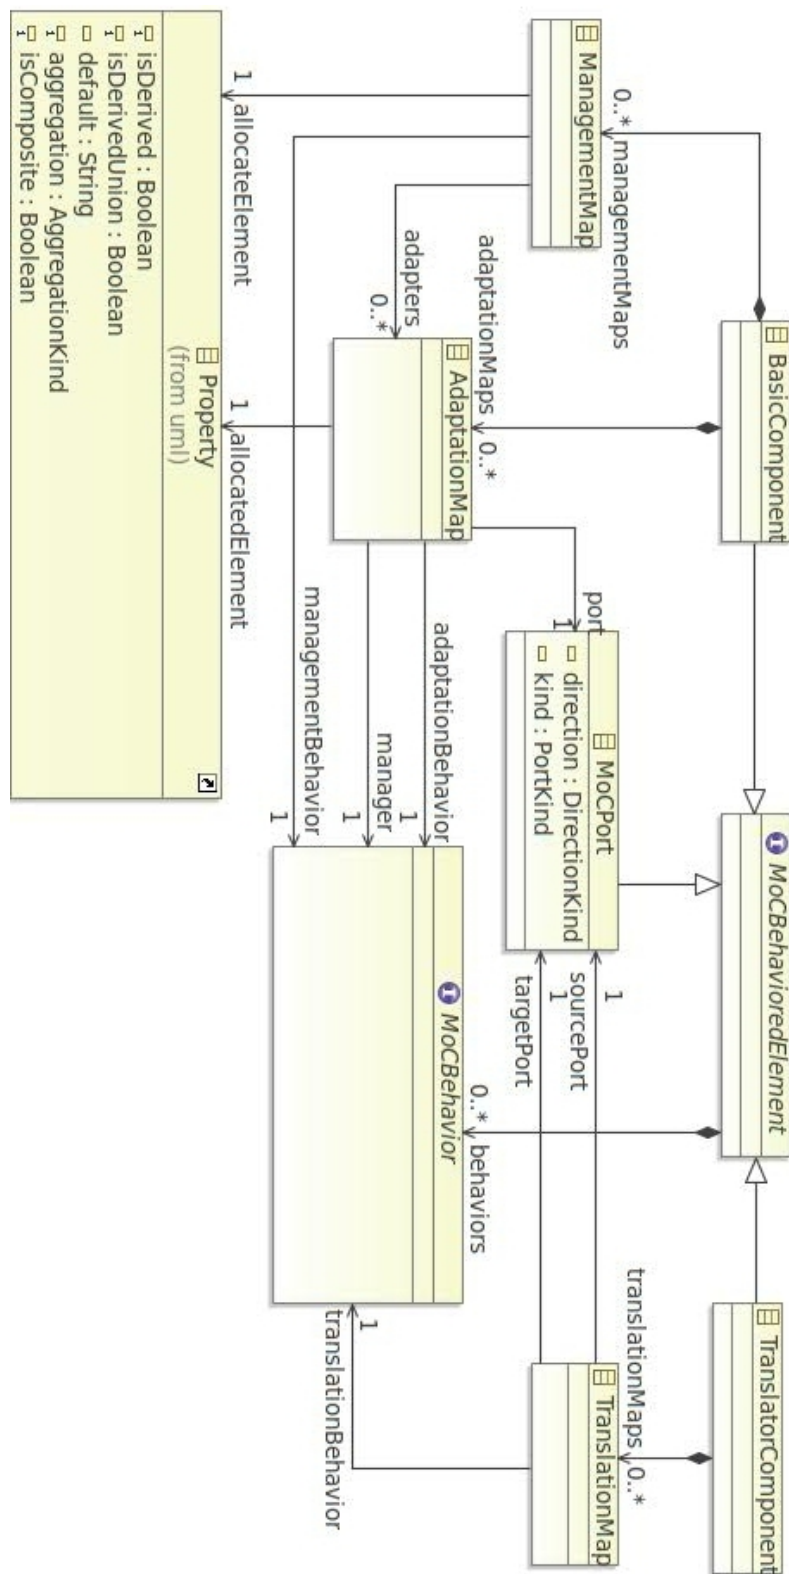 BasicComponent
MoCBehavioredElement
TranslatorComponent
managementMaps
0..*
ManagementMap
port
1
MoCPort
direction : DirectionKind
kind : PortKind
1
sourcePort
1
targetPort
translationMaps
0..*
TranslationMap
adaptationMaps
0..*
AdaptationMap
adapters
0..*
adaptationBehavior
1
manager
1
managementBehavior
1
0..*
behaviors
MoCBehavior
1
translationBehavior
1
allocateElement
1
allocatedElement
Property
(from uml)
isDerived : Boolean
isDerivedUnion : Boolean
default : String
aggregation : AggregationKind
isComposite : Boolean